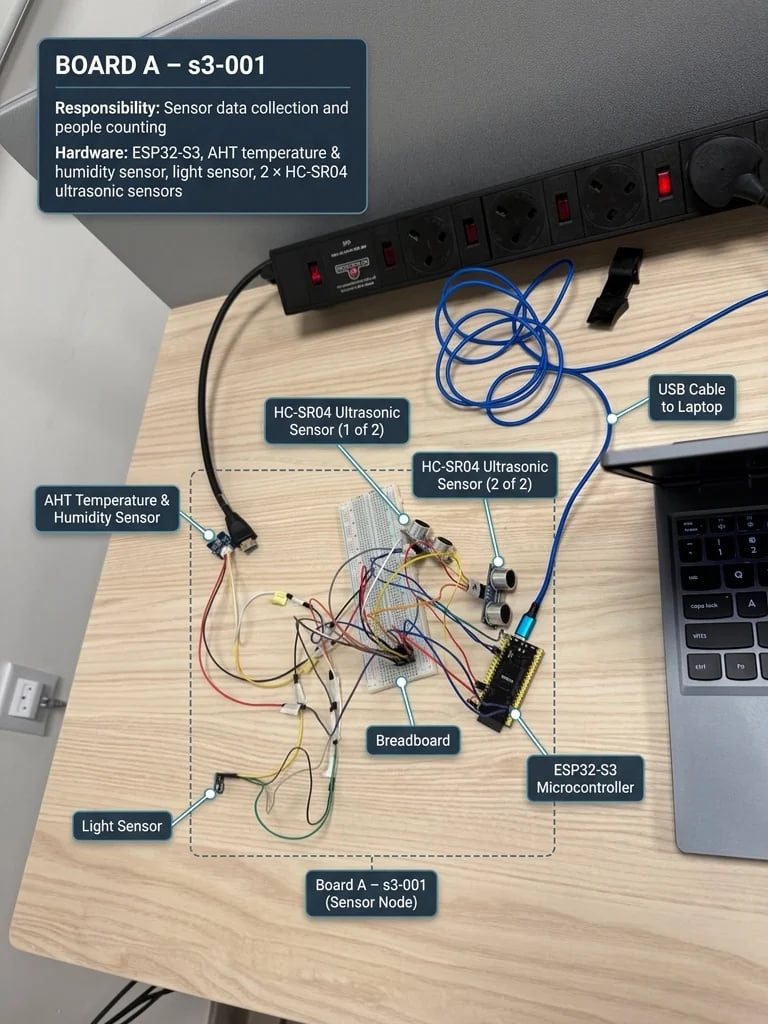 BOARD A – s3-001
Responsibility: Sensor data collection and
people counting
Hardware: ESP32-S3, AHT temperature &
humidity sensor, light sensor, 2 × HC-SR04
ultrasonic sensors
USB Cable
to Laptop
HC-SR04 Ultrasonic
Sensor (1 of 2)
HC-SR04 Ultrasonic
Sensor (2 of 2)
AHT Temperature &
Humidity Sensor
Breadboard
ESP32-S3
Microcontroller
Light Sensor
Board A – s3-001
(Sensor Node)
Q
caps lock
A
ctrl